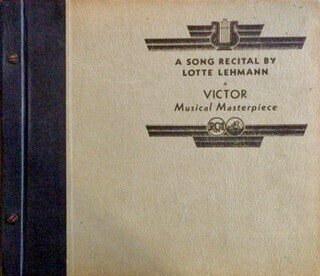 A SONG RECITAL BY
LOTTE LEHMANN
A
VICTOR
Musical Masterpiece
RCA